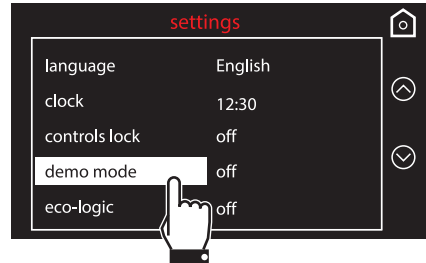 settings
language English
clock 12:30
controls lock off
demo mode off
eco-logic off